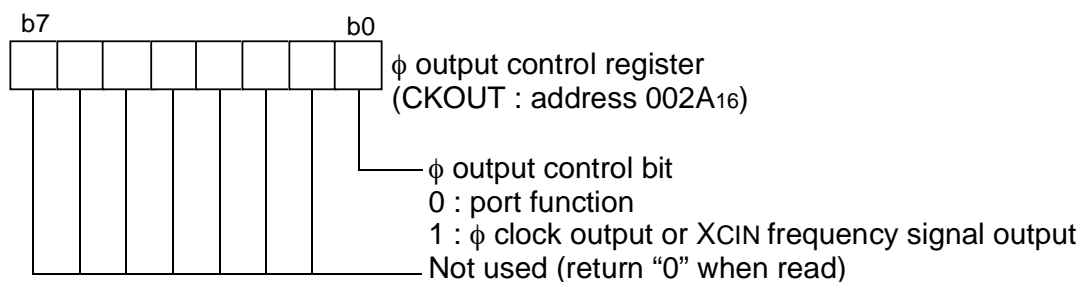 b7 b0
ϕ output control register
(CKOUT : address 002A16)
ϕ output control bit
0 : port function
1 : ϕ clock output or XCIN frequency signal output
Not used (return “0” when read)